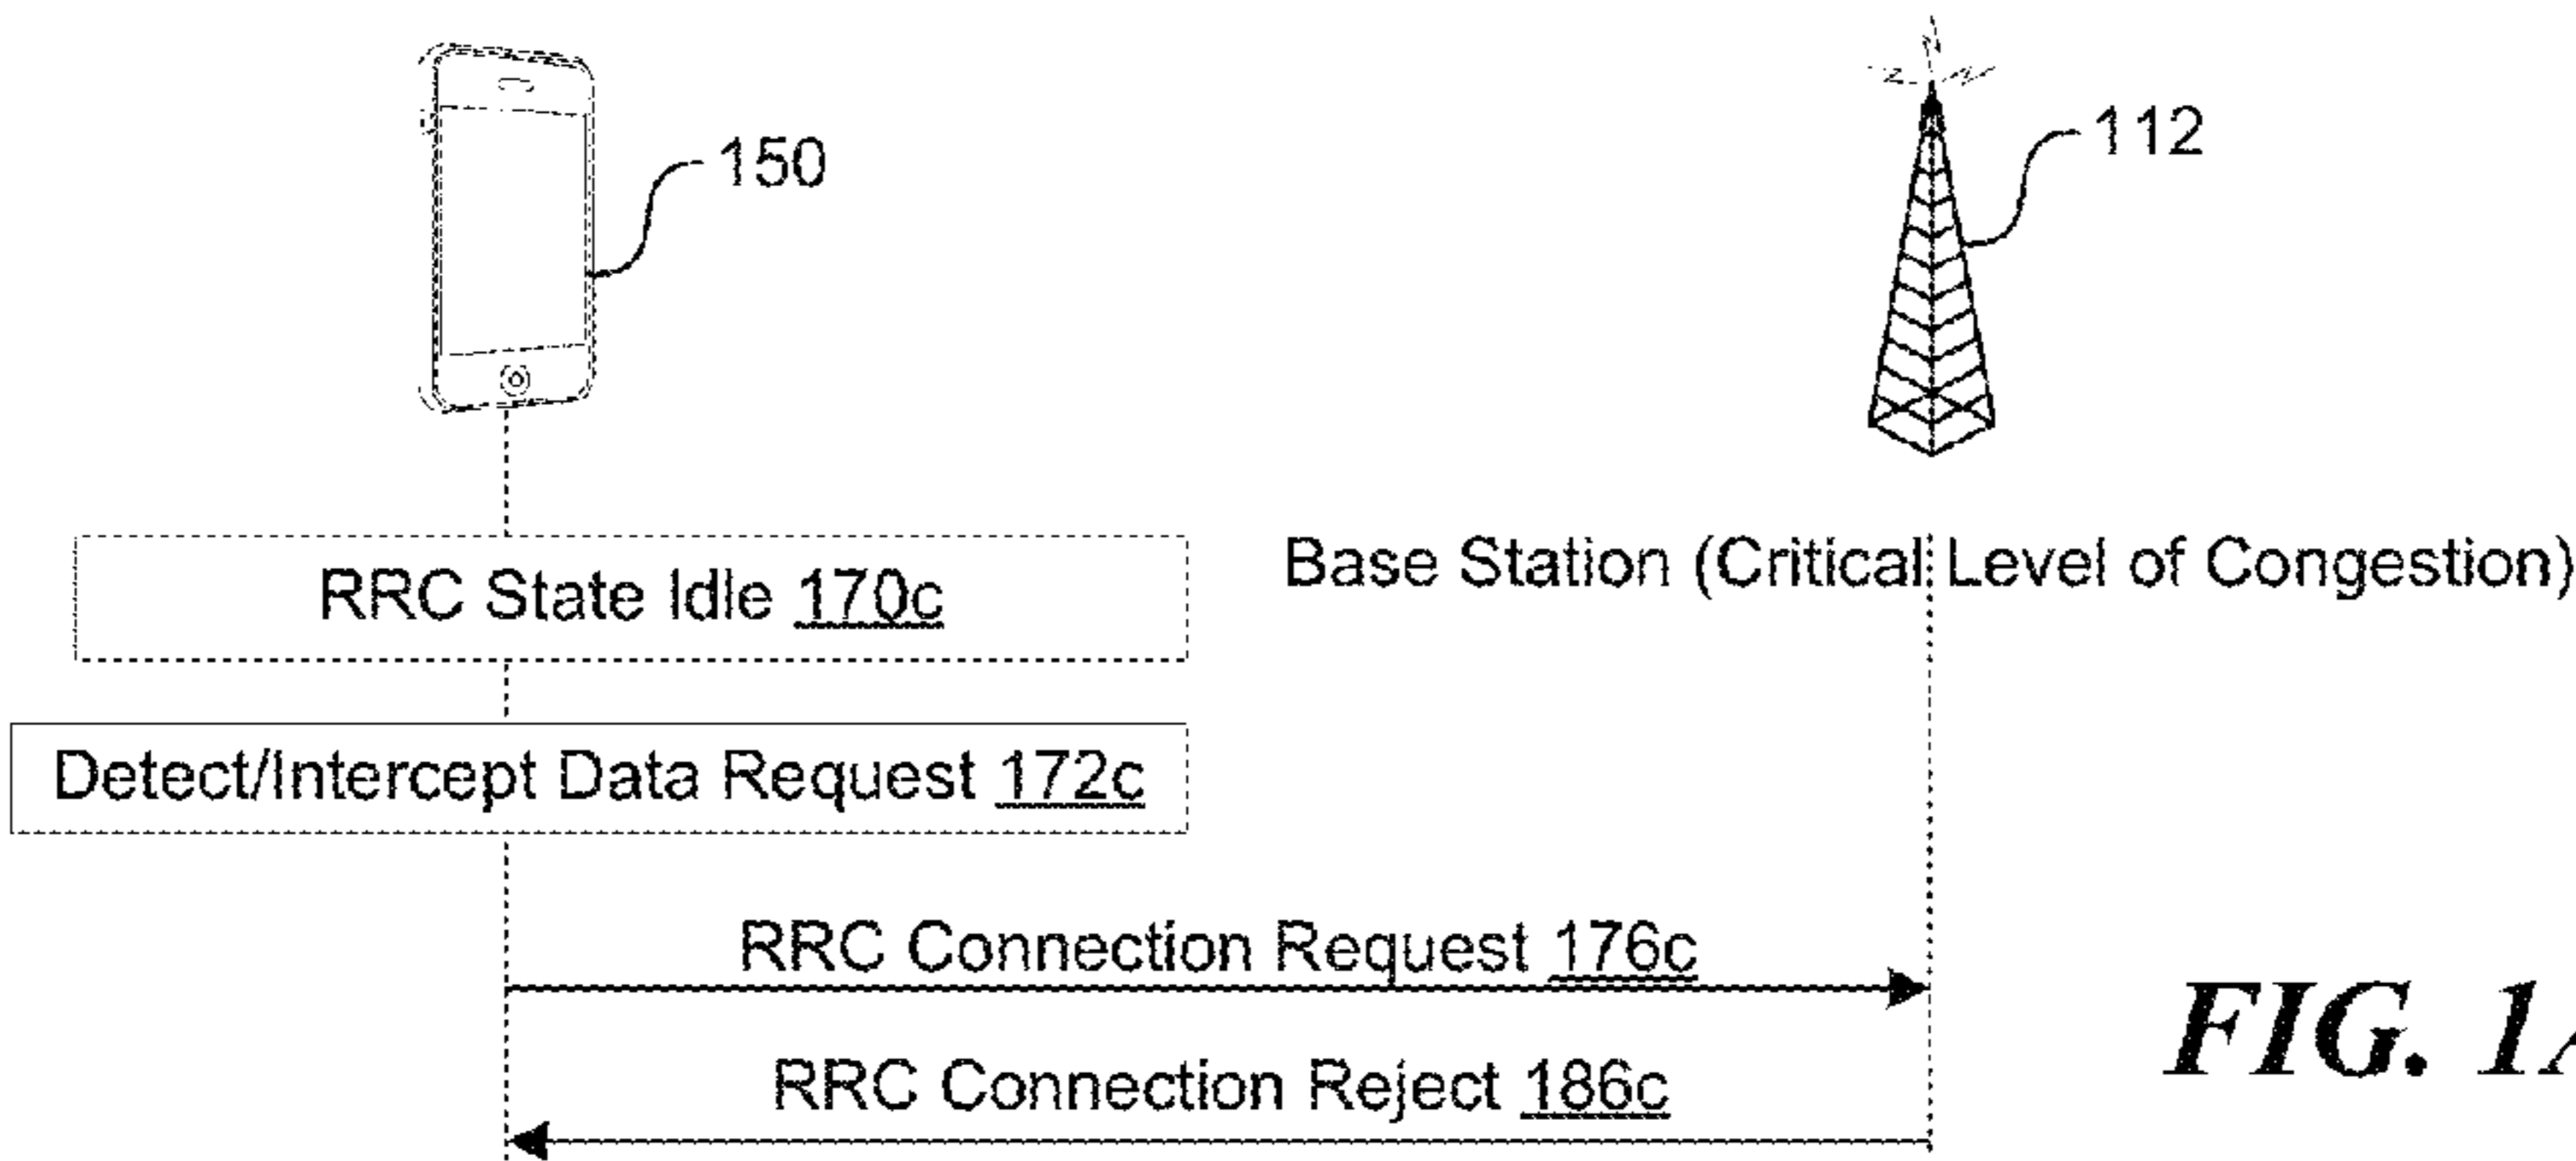 150
112
RRC State Idle 170c
Base Station (Critical Level of Congestion)
Detect/Intercept Data Request 172c
RRC Connection Request 176c
RRC Connection Reject 186c
FIG.